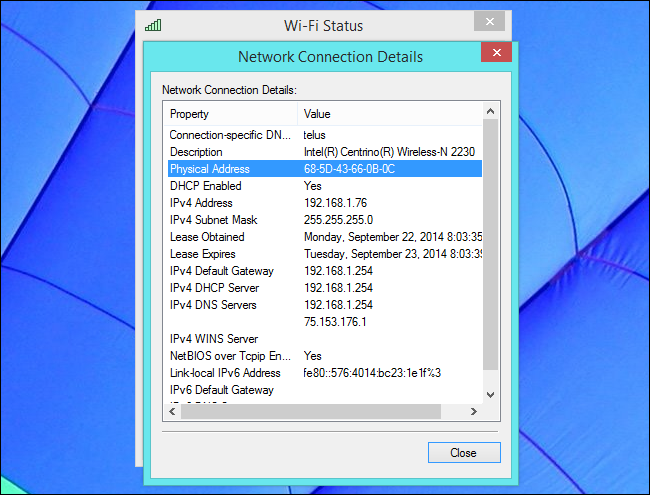 Wi-Fi Status
Network Connection Details
Network Connection Details:
Property Value
Connection-specific DN... telus
Description Intel(R) Centrino(R) Wireless-N 2230
Physical Address 68-5D-43-66-0B-0C
DHCP Enabled Yes
IPv4 Address 192.168.1.76
IPv4 Subnet Mask 255.255.255.0
Lease Obtained Monday, September 22, 2014 8:03:35
Lease Expires Tuesday, September 23, 2014 8:03:35
IPv4 Default Gateway 192.168.1.254
IPv4 DHCP Server 192.168.1.254
IPv4 DNS Servers 192.168.1.254
75.153.176.1
IPv4 WINS Server
NetBIOS over Tcpip En... Yes
Link-local IPv6 Address fe80::576:4014:bc23:1e1f%3
IPv6 Default Gateway
Close